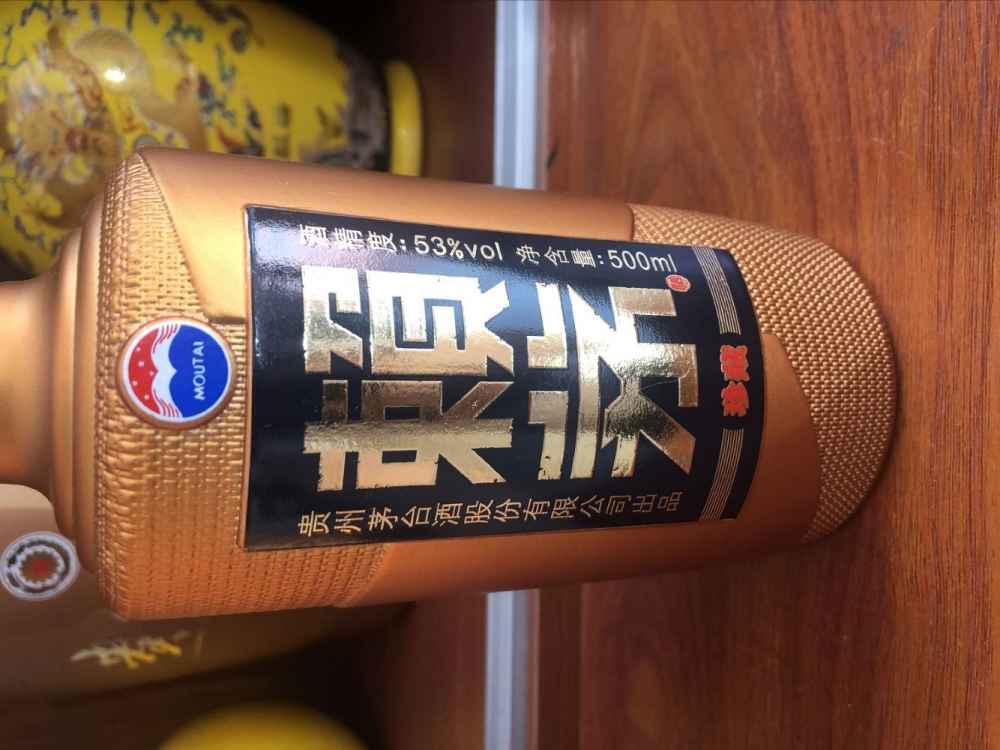 MOUTAI
酒精度:53%vol 净含量:500ml
賴茅
珍藏
贵州茅台酒股份有限公司出品